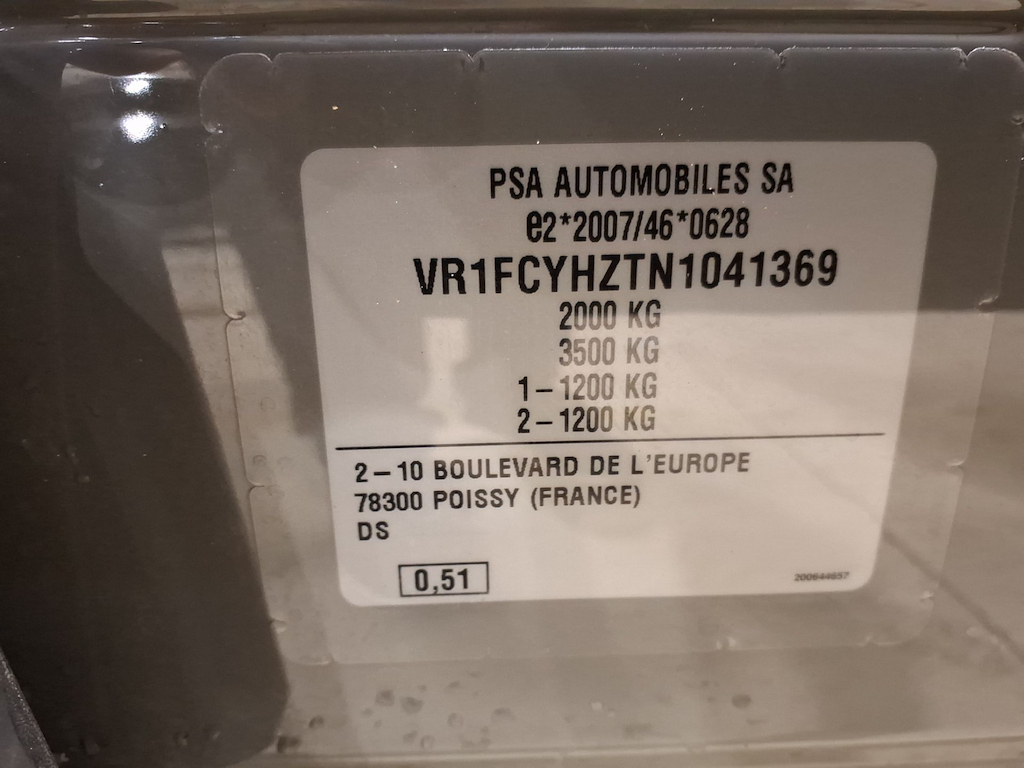 PSA AUTOMOBILES SA
e2*2007/46*0628
VR1FCYHZTN1041369
2000 KG
3500 KG
1-1200 KG
2-1200 KG
2-10 BOULEVARD DE L'EUROPE
78300 POISSY (FRANCE)
DS
0,51
200644657